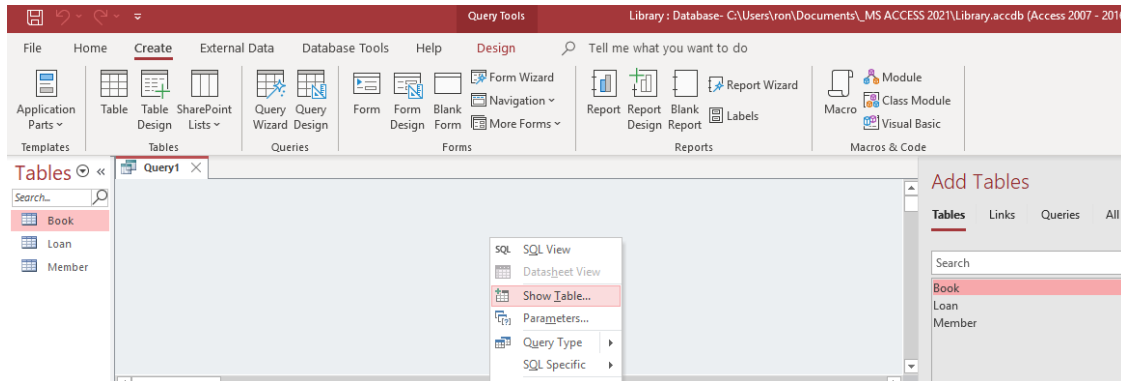 Query Tools Library : Database- C:\Users\ron\Documents\_MS ACCESS 2021\Library.accdb (Access 2007 - 2016
File Home Create External Data Database Tools Help Design Tell me what you want to do
Application Parts
Table
Table Design
SharePoint Lists
Query Wizard
Query Design
Form
Form Design
Blank Form
Form Wizard
Navigation
More Forms
Report
Report Design
Blank Report
Report Wizard
Labels
Macro
Module
Class Module
Visual Basic
Templates Tables Queries Forms Reports Macros & Code
Tables
Search...
Book
Loan
Member
Query1
SQL SQL View
Datasheet View
Show Table...
Parameters...
Query Type
SQL Specific
Add Tables
Tables Links Queries All
Search
Book
Loan
Member